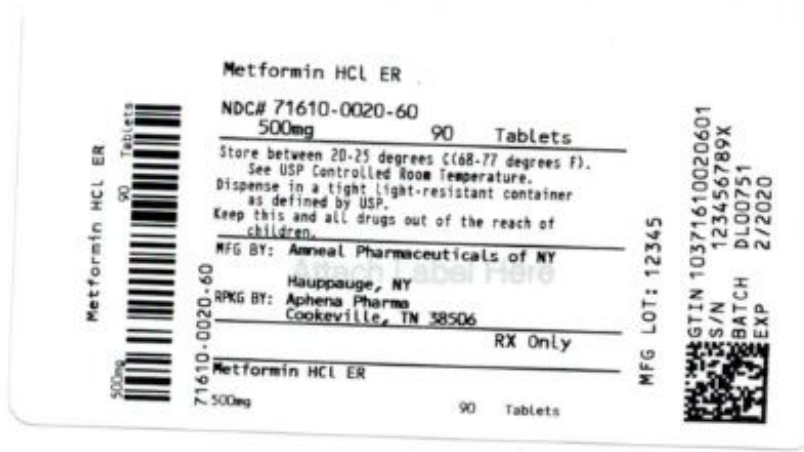 Metformin HCl ER
NDC# 71610-0020-60
500mg 90 Tablets
Store between 20-25 degrees C(68-77 degrees F).
See USP Controlled Room Temperature.
Dispense in a tight light-resistant container
as defined by USP.
Keep this and all drugs out of the reach of
children.
MFG BY: Amneal Pharmaceuticals of NY
Attach Label Here
Hauppauge, NY
RPKG BY: Aphena Pharma
Cookeville, TN 38506
RX Only
Metformin HCl ER
500mg 90 Tablets
Metformin HCl ER
500mg 90 Tablets
71610-0020-60
MFG LOT: 12345
GTIN 10371610020601
S/N 123456789X
BATCH DL00751
EXP 2/2020